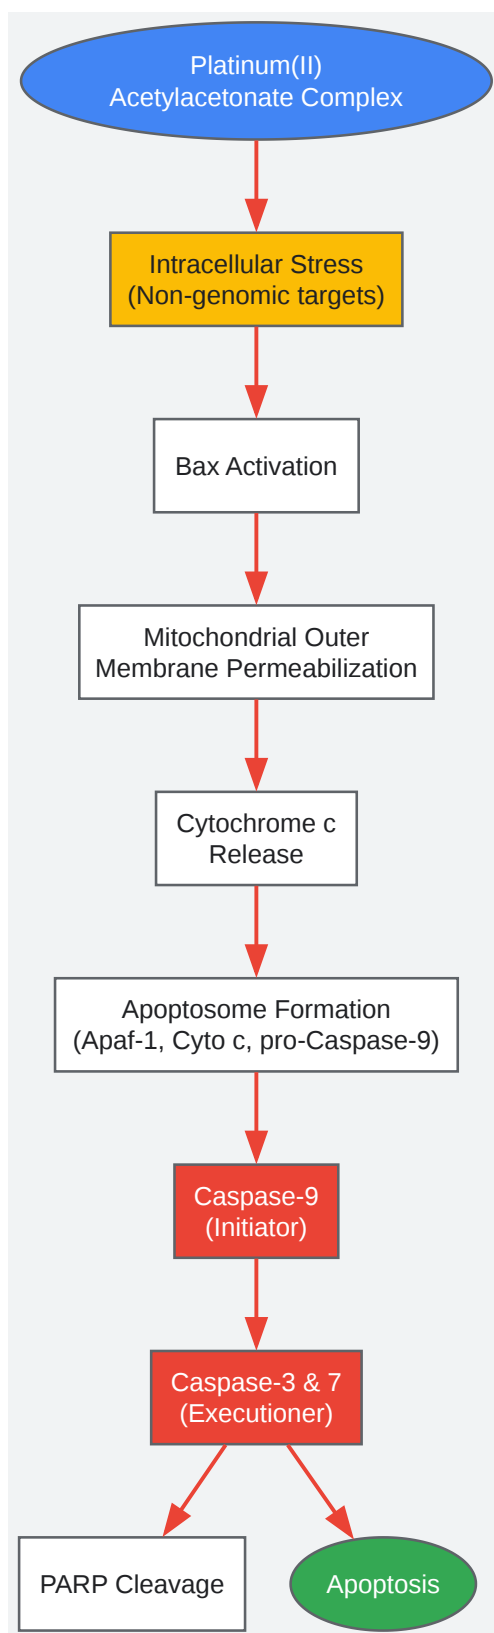 Platinum(II)
Acetylacetonate Complex
Intracellular Stress
(Non-genomic targets)
Bax Activation
Mitochondrial Outer
Membrane Permeabilization
Cytochrome c
Release
Apoptosome Formation
(Apaf-1, Cyto c, pro-Caspase-9)
Caspase-9
(Initiator)
Caspase-3 & 7
(Executioner)
PARP Cleavage
Apoptosis